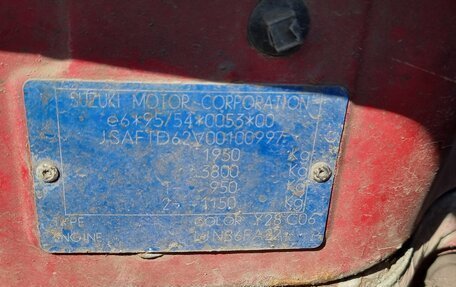 SUZUKI MOTOR CORPORATION
e6*95/54*0053*00
JSAFTD62V00100997
1950 Kg
3800 Kg
1- 950 Kg
2- 1150 Kg
TYPE COLOR Y28 C06
ENGINE